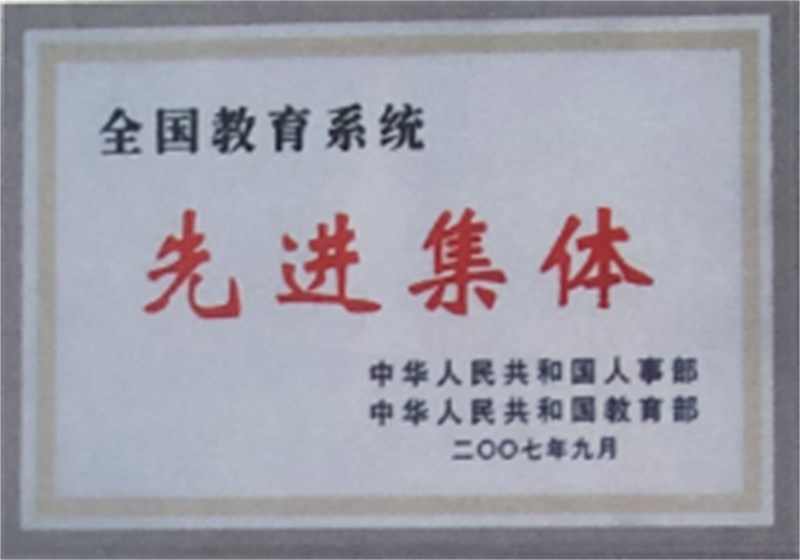 全国教育系统
先进集体
中华人民共和国人事部
中华人民共和国教育部
二〇〇七年九月